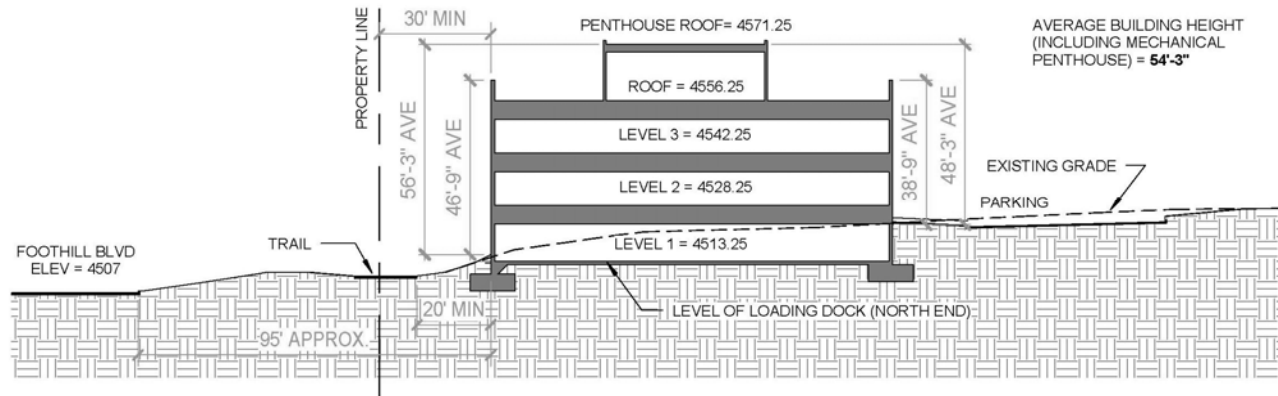 PROPERTY LINE
30' MIN
56'-3" AVE
46'-9" AVE
PENTHOUSE ROOF= 4571.25
ROOF = 4556.25
LEVEL 3 = 4542.25
LEVEL 2 = 4528.25
LEVEL 1 = 4513.25
38'-9" AVE
48'-3" AVE
AVERAGE BUILDING HEIGHT
(INCLUDING MECHANICAL
PENTHOUSE) = 54'-3"
EXISTING GRADE
PARKING
FOOTHILL BLVD
ELEV = 4507
TRAIL
20' MIN
95' APPROX.
LEVEL OF LOADING DOCK (NORTH END)